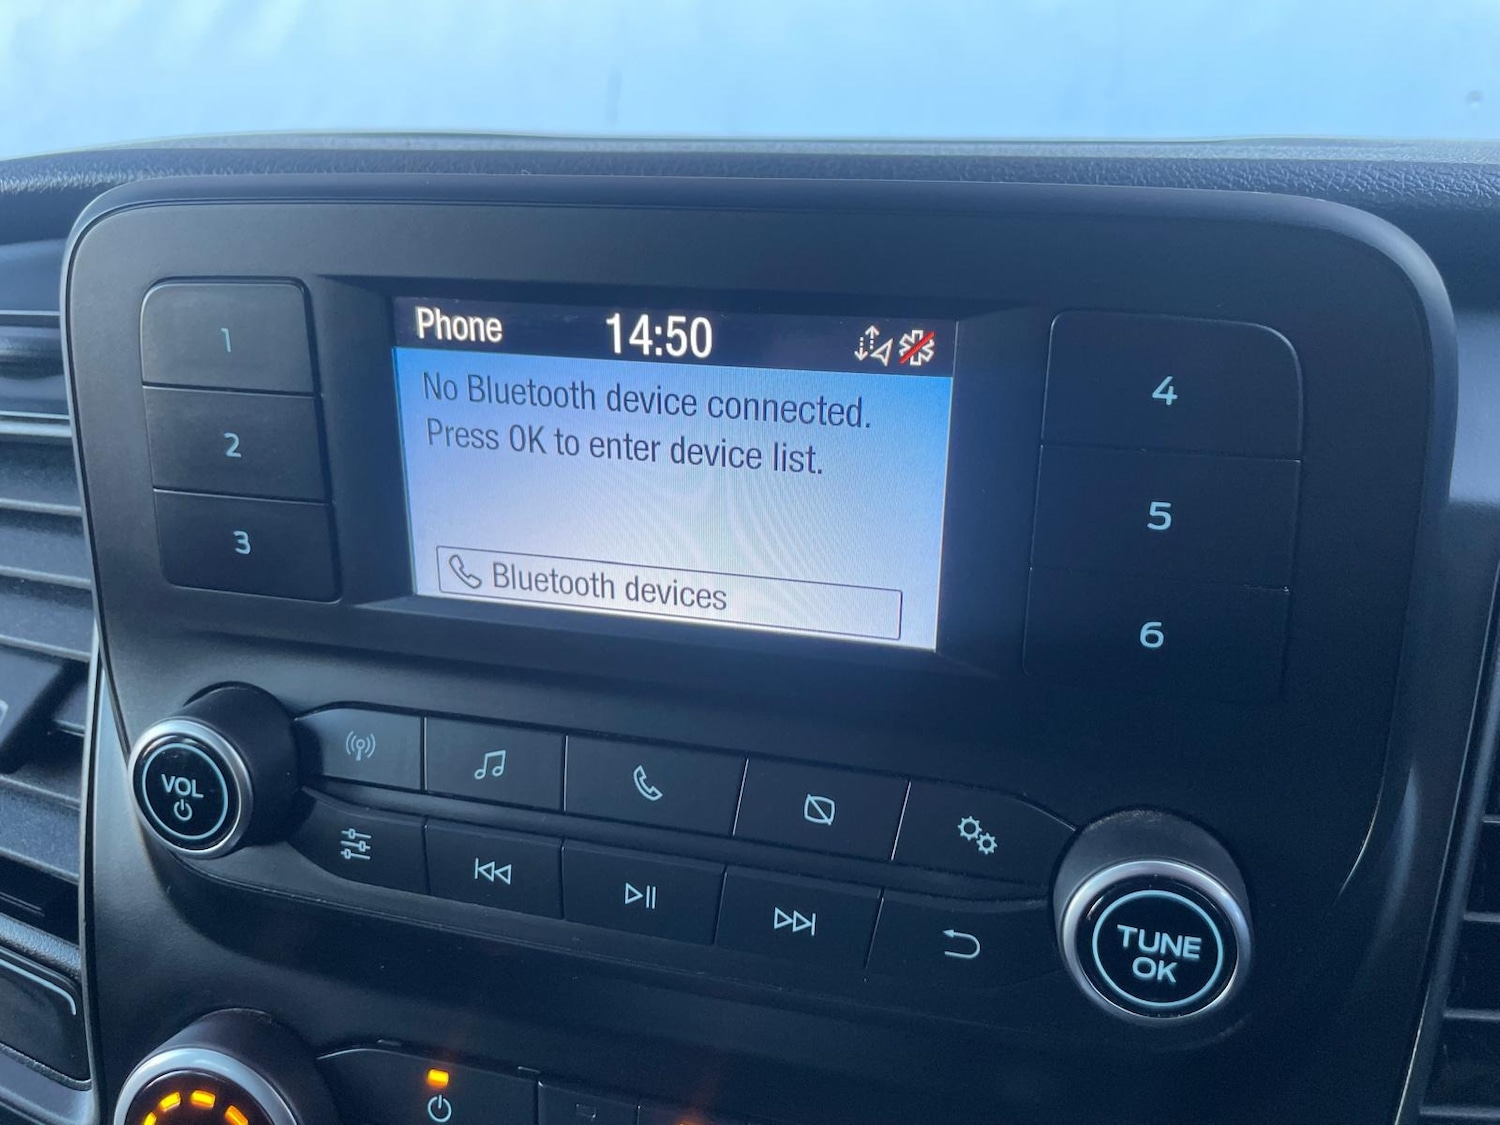 Phone 14:50
No Bluetooth device connected.
Press OK to enter device list.
Bluetooth devices
1
2
3
4
5
6
VOL
TUNE
OK